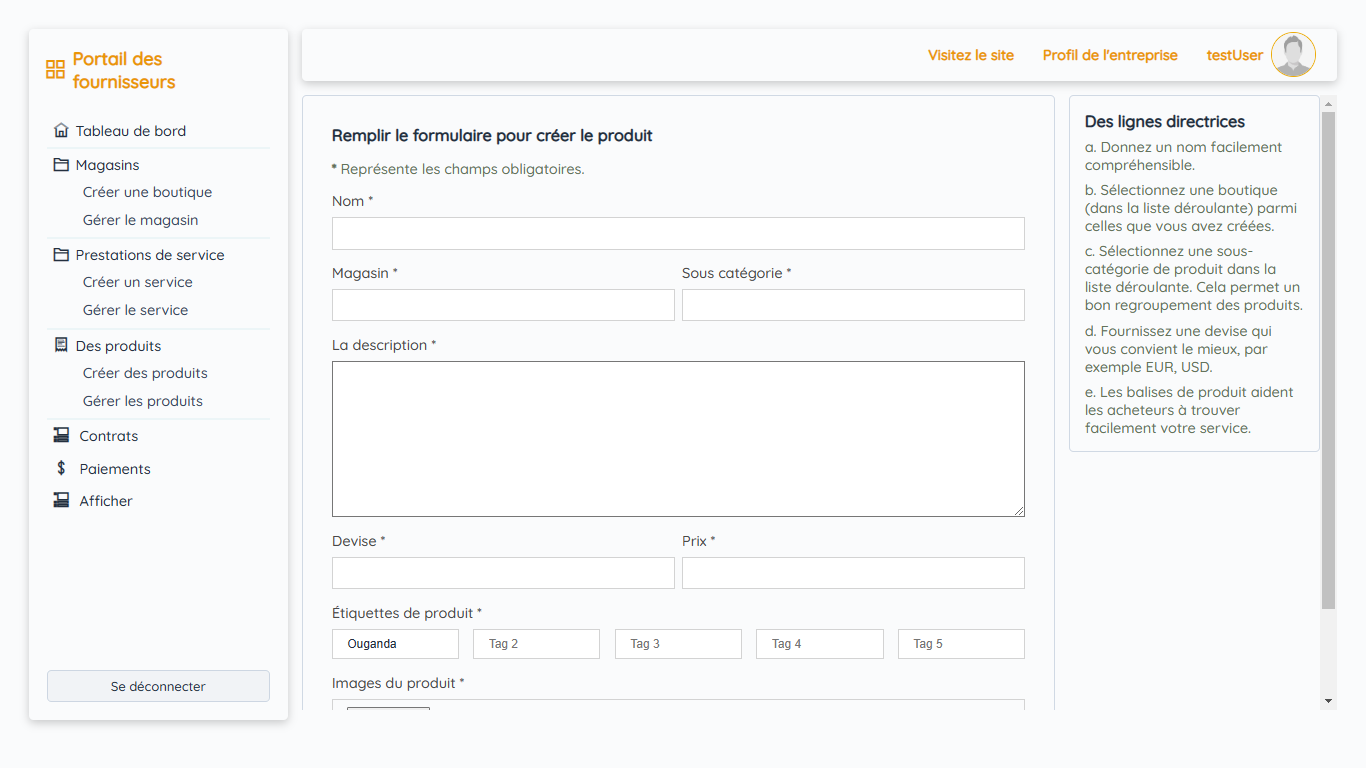 Portail des
fournisseurs
Tableau de bord
Magasins
Créer une boutique
Gérer le magasin
Prestations de service
Créer un service
Gérer le service
Des produits
Créer des produits
Gérer les produits
Contrats
Paiements
Afficher
Se déconnecter
Visitez le site Profil de l'entreprise testUser
Remplir le formulaire pour créer le produit
* Représente les champs obligatoires.
Nom *
Magasin * Sous catégorie *
La description *
Devise * Prix *
Étiquettes de produit *
Ouganda Tag 2 Tag 3 Tag 4 Tag 5
Images du produit *
Des lignes directrices
a. Donnez un nom facilement
compréhensible.
b. Sélectionnez une boutique
(dans la liste déroulante) parmi
celles que vous avez créées.
c. Sélectionnez une sous-
catégorie de produit dans la
liste déroulante. Cela permet un
bon regroupement des produits.
d. Fournissez une devise qui
vous convient le mieux, par
exemple EUR, USD.
e. Les balises de produit aident
les acheteurs à trouver
facilement votre service.